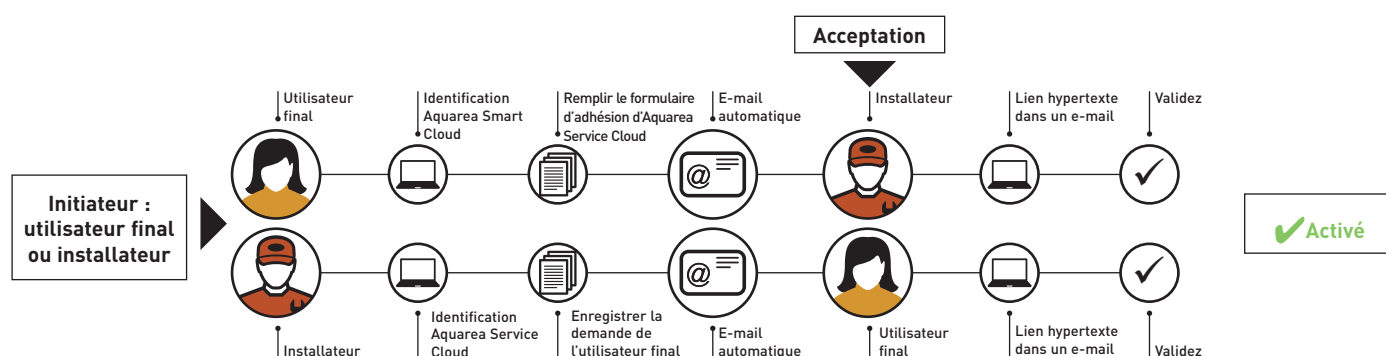 Acceptation
Utilisateur
final
Identification
Aquarea Smart
Cloud
Remplir le formulaire
d'adhésion d'Aquarea
Service Cloud
E-mail
automatique
Installateur
Lien hypertexte
dans un e-mail
Validez
@
Initiateur :
utilisateur final
ou installateur
Activé
@
Installateur
Identification
Aquarea Service
Cloud
Enregistrer la
demande de
l'utilisateur final
E-mail
automatique
Utilisateur
final
Lien hypertexte
dans un e-mail
Validez